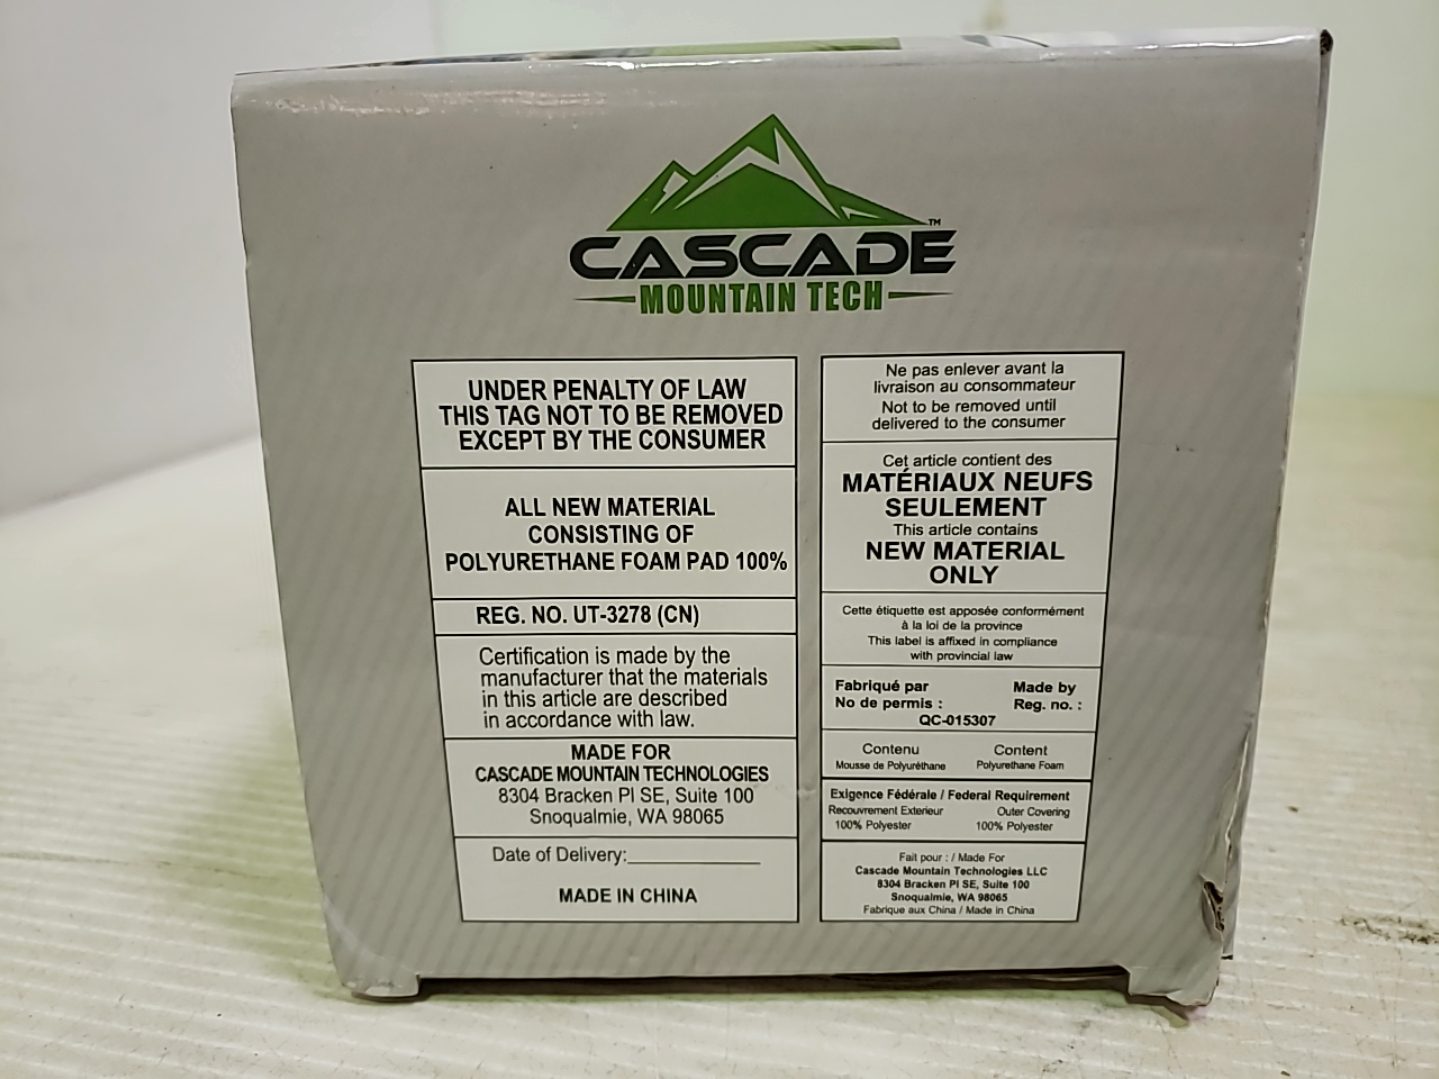 CASCADE™
MOUNTAIN TECH
UNDER PENALTY OF LAW
THIS TAG NOT TO BE REMOVED
EXCEPT BY THE CONSUMER
ALL NEW MATERIAL
CONSISTING OF
POLYURETHANE FOAM PAD 100%
REG. NO. UT-3278 (CN)
Certification is made by the
manufacturer that the materials
in this article are described
in accordance with law.
MADE FOR
CASCADE MOUNTAIN TECHNOLOGIES
8304 Bracken Pl SE, Suite 100
Snoqualmie, WA 98065
Date of Delivery:____________
MADE IN CHINA
Ne pas enlever avant la
livraison au consommateur
Not to be removed until
delivered to the consumer
Cet article contient des
MATÉRIAUX NEUFS
SEULEMENT
This article contains
NEW MATERIAL
ONLY
Cette étiquette est apposée conformément
à la loi de la province
This label is affixed in compliance
with provincial law
Fabriqué par Made by
No de permis : Reg. no. :
QC-015307
Contenu Content
Mousse de Polyuréthane Polyurethane Foam
Exigence Fédérale / Federal Requirement
Recouvrement Exterieur Outer Covering
100% Polyester 100% Polyester
Fait pour : / Made For
Cascade Mountain Technologies LLC
8304 Bracken Pl SE, Suite 100
Snoqualmie, WA 98065
Fabrique aux China / Made in China